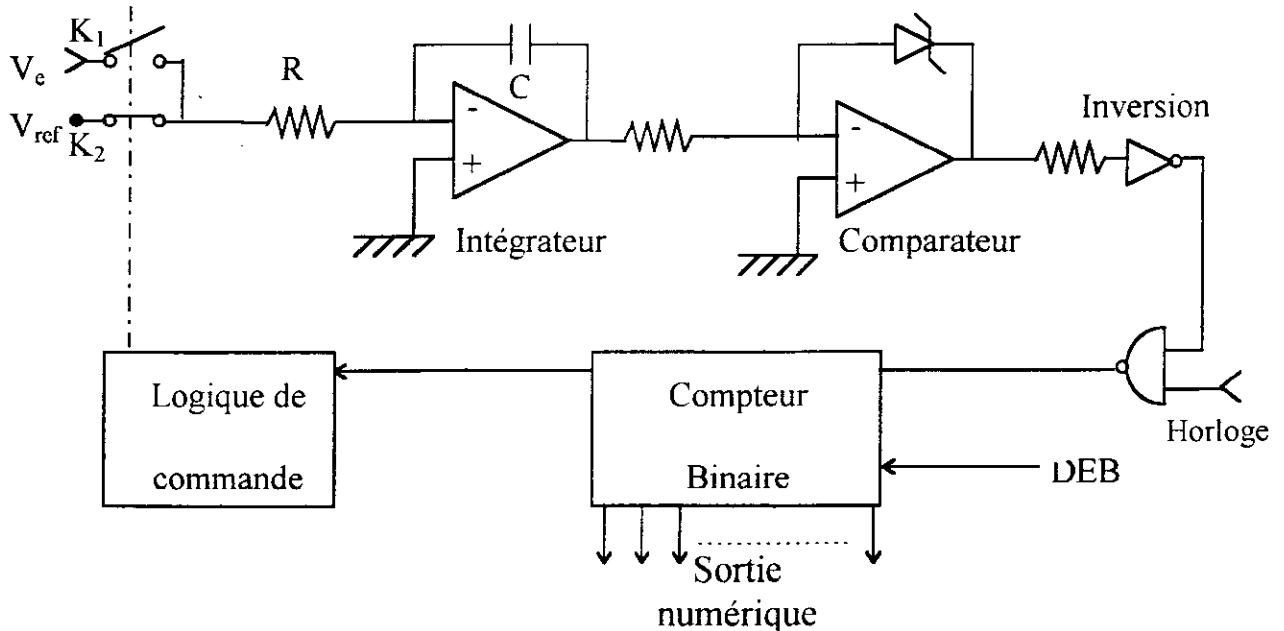 K1
Ve
Vref
K2
R
C
-
+
Intégrateur
-
+
Comparateur
Inversion
Logique de
commande
Compteur
Binaire
Horloge
DEB
Sortie
numérique